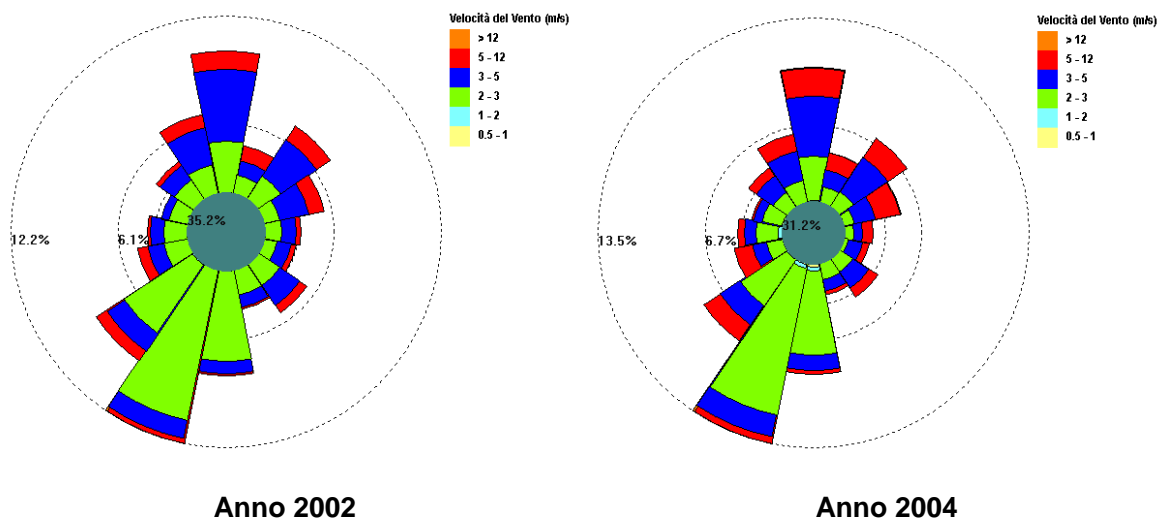 Velocità del Vento (m/s)
> 12
5 - 12
3 - 5
2 - 3
1 - 2
0.5 - 1
35.2%
12.2%
6.1%
Anno 2002
Velocità del Vento (m/s)
> 12
5 - 12
3 - 5
2 - 3
1 - 2
0.5 - 1
31.2%
13.5%
6.7%
Anno 2004